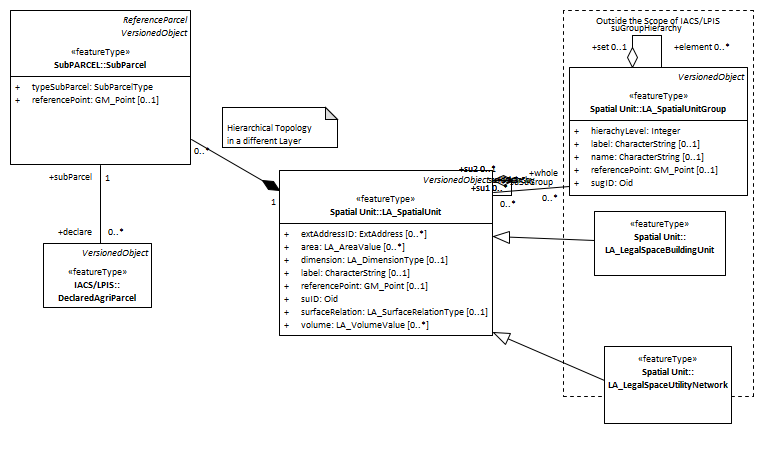 ReferenceParcel
VersionedObject
«featureType»
SubPARCEL::SubParcel
+ typeSubParcel: SubParcelType
+ referencePoint: GM_Point [0..1]
Hierarchical Topology
in a different Layer
0..*
1
+subParcel
1
+declare
0..*
VersionedObject
«featureType»
IACS/LPIS::
DeclaredAgriParcel
VersionedObject
«featureType»
Spatial Unit::LA_SpatialUnit
+ extAddressID: ExtAddress [0..*]
+ area: LA_AreaValue [0..*]
+ dimension: LA_DimensionType [0..1]
+ label: CharacterString [0..1]
+ referencePoint: GM_Point [0..1]
+ suID: Oid
+ surfaceRelation: LA_SurfaceRelationType [0..1]
+ volume: LA_VolumeValue [0..*]
+su2 0..*
+su1 0..*
+whole
0..*
0..*
Outside the Scope of IACS/LPIS
suGroupHierarchy
+set 0..1
+element 0..*
VersionedObject
«featureType»
Spatial Unit::LA_SpatialUnitGroup
+ hierachyLevel: Integer
+ label: CharacterString [0..1]
+ name: CharacterString [0..1]
+ referencePoint: GM_Point [0..1]
+ sugID: Oid
«featureType»
Spatial Unit::
LA_LegalSpaceBuildingUnit
«featureType»
Spatial Unit::
LA_LegalSpaceUtilityNetwork